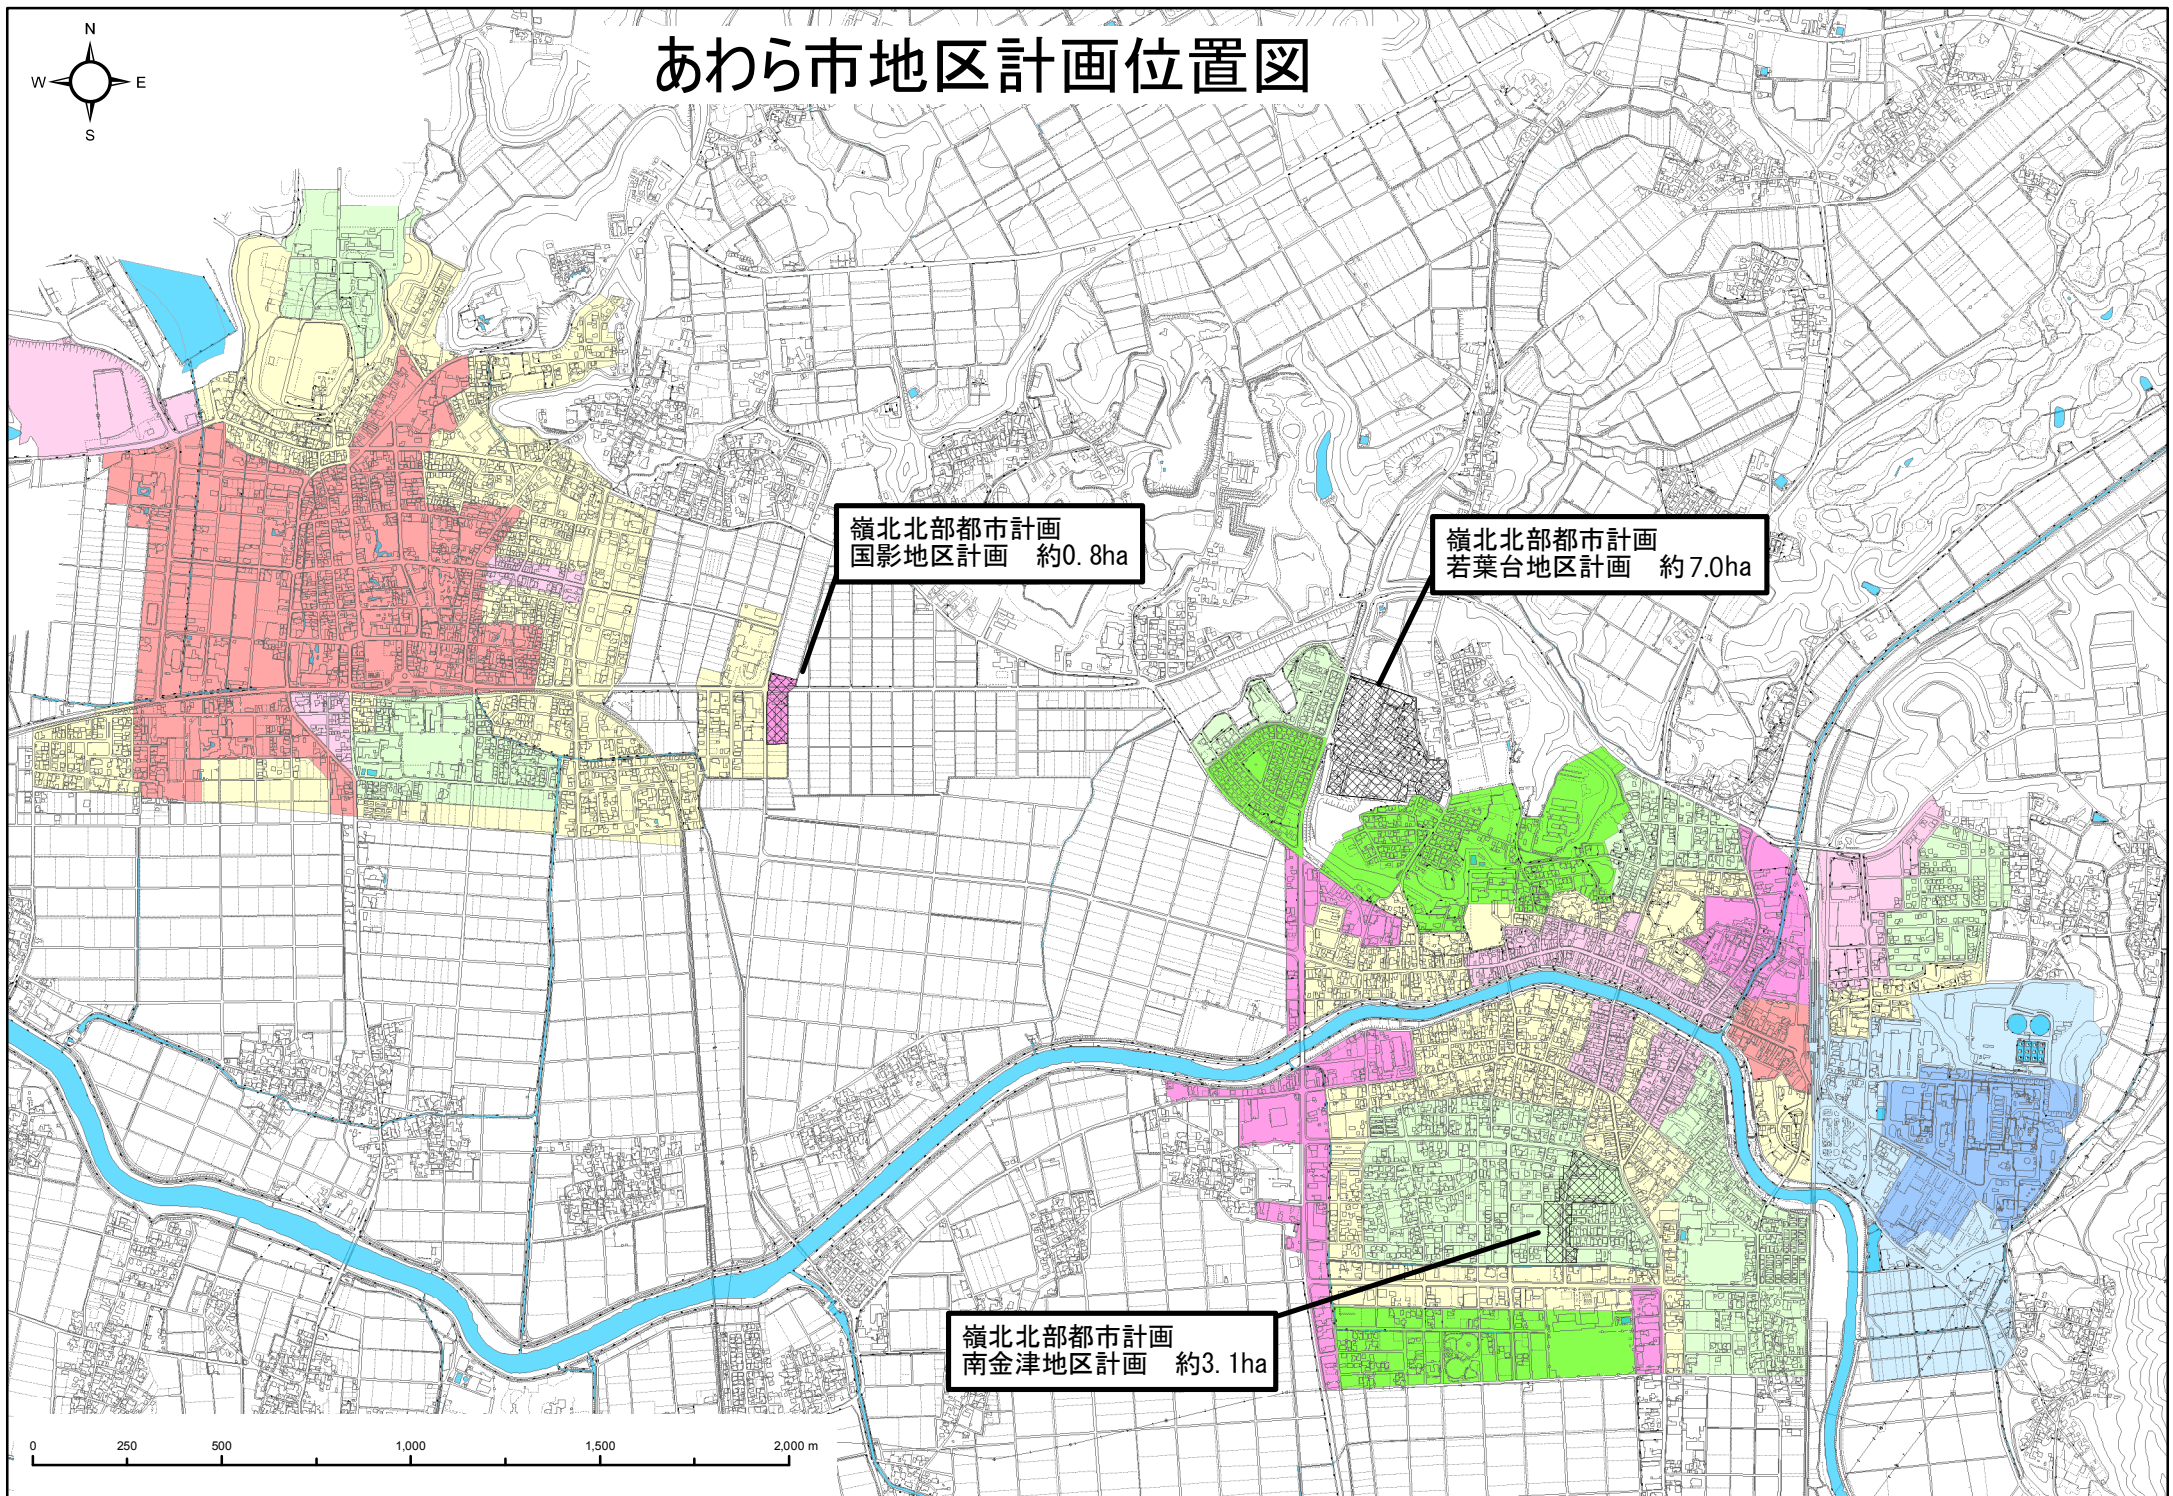 あわら市地区計画位置図
N
W E
S
嶺北北部都市計画
国影地区計画　約0.8ha
嶺北北部都市計画
若葉台地区計画　約7.0ha
嶺北北部都市計画
南金津地区計画　約3.1ha
0 250 500 1,000 1,500 2,000 m